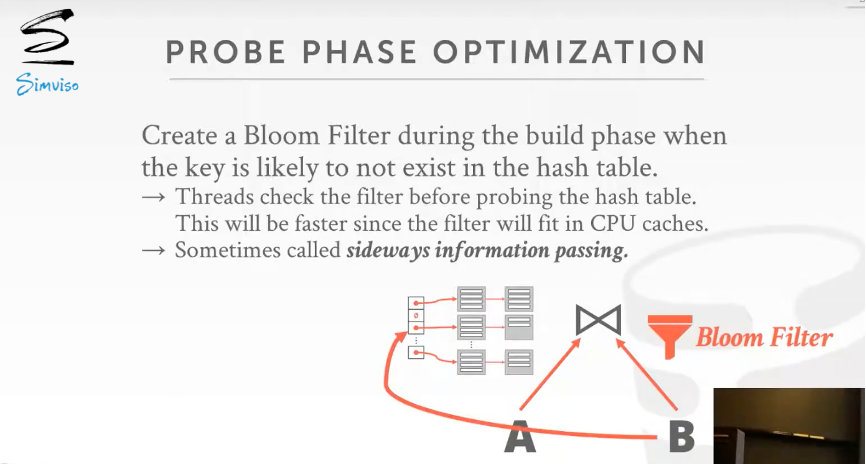 Simviso
PROBE PHASE OPTIMIZATION
Create a Bloom Filter during the build phase when
the key is likely to not exist in the hash table.
→ Threads check the filter before probing the hash table.
This will be faster since the filter will fit in CPU caches.
→ Sometimes called sideways information passing.
Bloom Filter
A
B